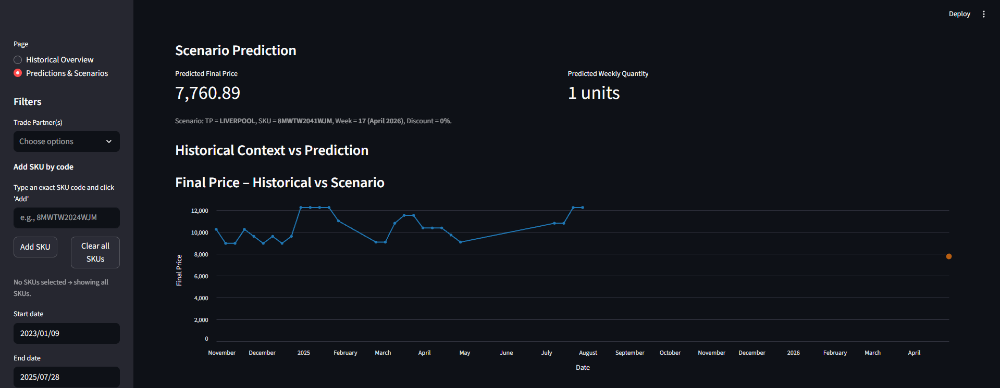 Deploy
Page
Historical Overview
Predictions & Scenarios
Filters
Trade Partner(s)
Choose options
Add SKU by code
Type an exact SKU code and click
'Add'
e.g., 8MWTW2024WJM
Add SKU
Clear all
SKUs
No SKUs selected → showing all
SKUs.
Start date
2023/01/09
End date
2025/07/28
Scenario Prediction
Predicted Final Price
7,760.89
Predicted Weekly Quantity
1 units
Scenario: TP = LIVERPOOL, SKU = 8MWTW2041WJM, Week = 17 (April 2026), Discount = 0%.
Historical Context vs Prediction
Final Price – Historical vs Scenario
Final Price
12,000
10,000
8,000
6,000
4,000
2,000
0
November December 2025 February March April May June July August September October November December 2026 February March April
Date